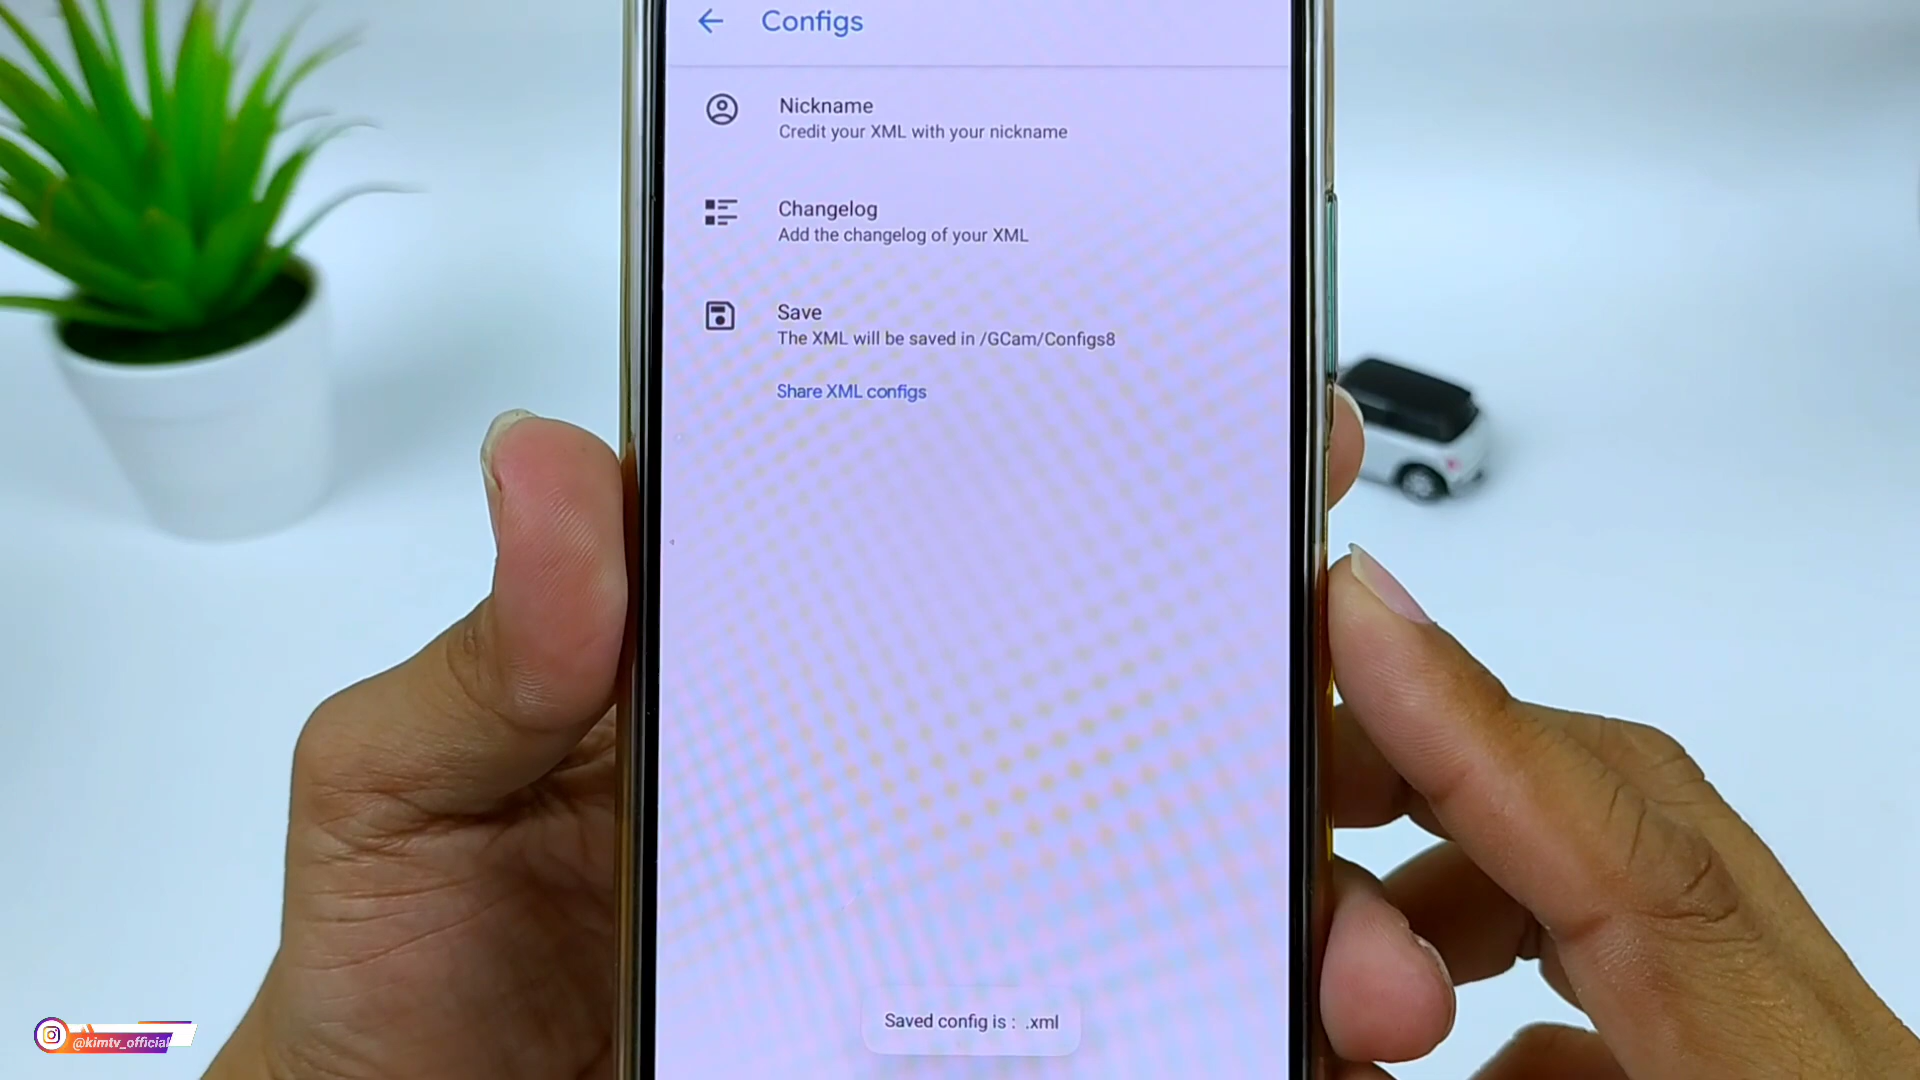 Configs
Nickname
Credit your XML with your nickname
Changelog
Add the changelog of your XML
Save
The XML will be saved in /GCam/Configs8
Share XML configs
Saved config is : .xml
@kimtv_official